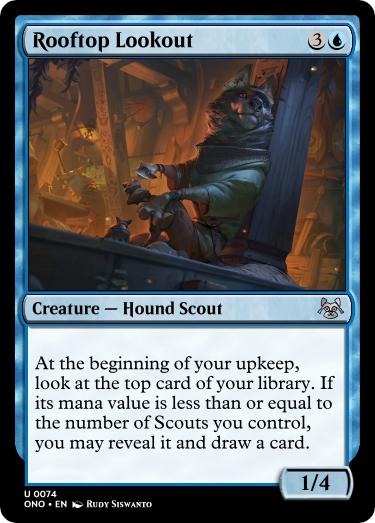 Rooftop Lookout 3
Creature — Hound Scout
At the beginning of your upkeep,
look at the top card of your library. If
its mana value is less than or equal to
the number of Scouts you control,
you may reveal it and draw a card.
1/4
U 0074
ONO • EN Rudy Siswanto